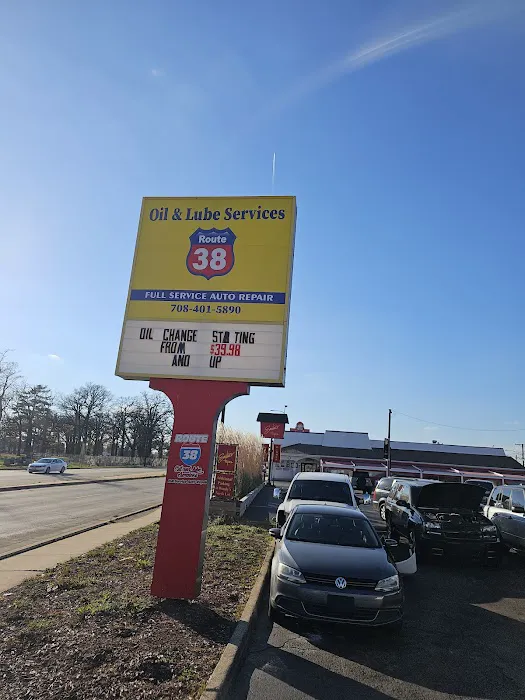 Oil & Lube Services
Route
38
FULL SERVICE AUTO REPAIR
708-401-5890
OIL CHANGE STA TING
FROM $39.98
AND UP
ROUTE
38